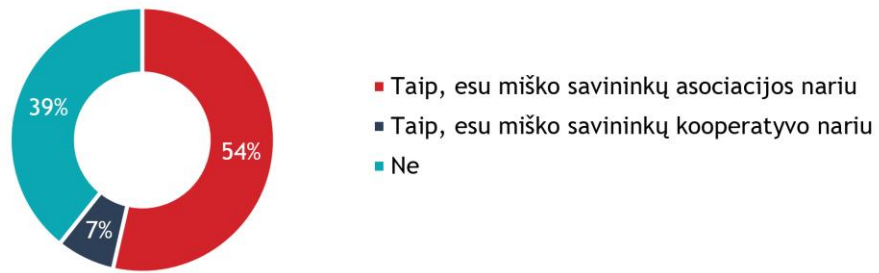 39%
54%
7%
Taip, esu miško savininkų asociacijos nariu
Taip, esu miško savininkų kooperatyvo nariu
Ne